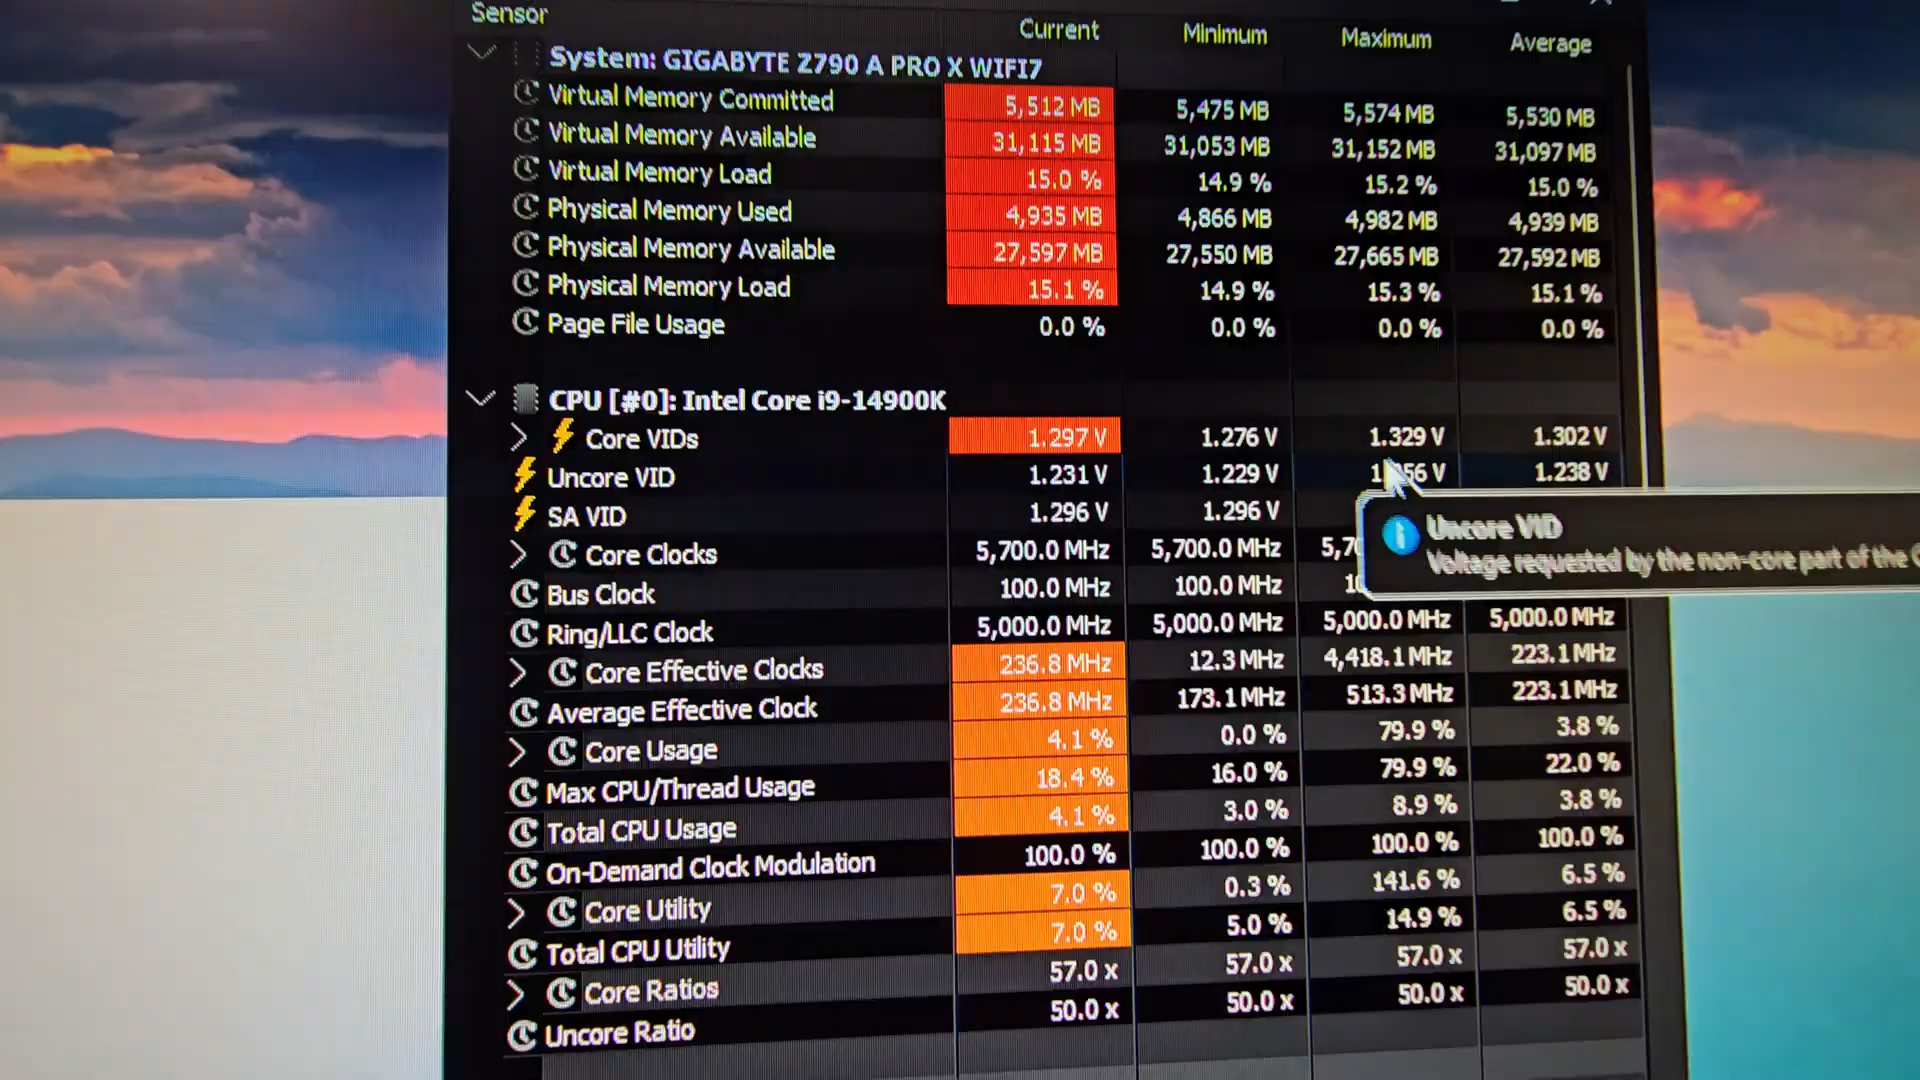 Sensor Current Minimum Maximum Average
System: GIGABYTE Z790 A PRO X WIFI7
Virtual Memory Committed 5,512 MB 5,475 MB 5,574 MB 5,530 MB
Virtual Memory Available 31,115 MB 31,053 MB 31,152 MB 31,097 MB
Virtual Memory Load 15.0 % 14.9 % 15.2 % 15.0 %
Physical Memory Used 4,935 MB 4,866 MB 4,982 MB 4,939 MB
Physical Memory Available 27,597 MB 27,550 MB 27,665 MB 27,592 MB
Physical Memory Load 15.1 % 14.9 % 15.3 % 15.1 %
Page File Usage 0.0 % 0.0 % 0.0 % 0.0 %
CPU [#0]: Intel Core i9-14900K
Core VIDs 1.297 V 1.276 V 1.329 V 1.302 V
Uncore VID 1.231 V 1.229 V 1.238 V
SA VID 1.296 V 1.296 V
Uncore VID
Voltage requested by the non-core part of the
Core Clocks 5,700.0 MHz 5,700.0 MHz 5,70
Bus Clock 100.0 MHz 100.0 MHz 10
Ring/LLC Clock 5,000.0 MHz 5,000.0 MHz 5,000.0 MHz 5,000.0 MHz
Core Effective Clocks 236.8 MHz 12.3 MHz 4,418.1 MHz 223.1 MHz
Average Effective Clock 236.8 MHz 173.1 MHz 513.3 MHz 223.1 MHz
Core Usage 4.1 % 0.0 % 79.9 % 3.8 %
Max CPU/Thread Usage 18.4 % 16.0 % 79.9 % 22.0 %
Total CPU Usage 4.1 % 3.0 % 8.9 % 3.8 %
On-Demand Clock Modulation 100.0 % 100.0 % 100.0 % 100.0 %
Core Utility 7.0 % 0.3 % 141.6 % 6.5 %
Total CPU Utility 7.0 % 5.0 % 14.9 % 6.5 %
Core Ratios 57.0 x 57.0 x 57.0 x 57.0 x
Uncore Ratio 50.0 x 50.0 x 50.0 x 50.0 x